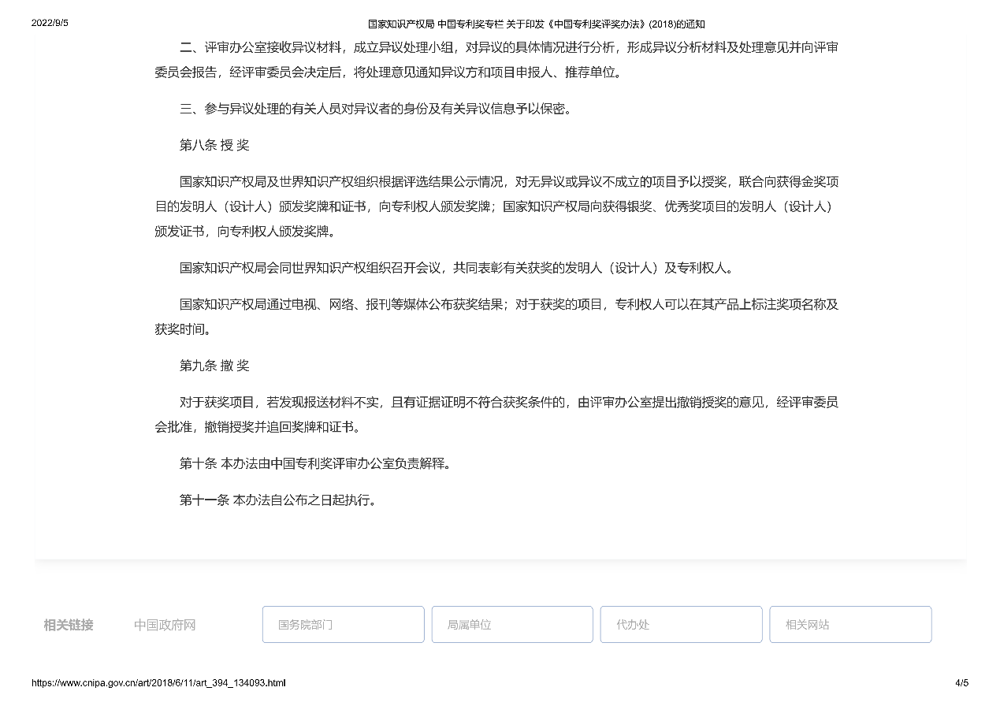 2022/9/5
国家知识产权局 中国专利奖专栏 关于印发《中国专利奖评奖办法》(2018)的通知
二、评审办公室接收异议材料，成立异议处理小组，对异议的具体情况进行分析，形成异议分析材料及处理意见并向评审
委员会报告，经评审委员会决定后，将处理意见通知异议方和项目申报人、推荐单位。
三、参与异议处理的有关人员对异议者的身份及有关异议信息予以保密。
第八条 授 奖
国家知识产权局及世界知识产权组织根据评选结果公示情况，对无异议或异议不成立的项目予以授奖，联合向获得金奖项
目的发明人（设计人）颁发奖牌和证书，向专利权人颁发奖牌；国家知识产权局向获得银奖、优秀奖项目的发明人（设计人）
颁发证书，向专利权人颁发奖牌。
国家知识产权局会同世界知识产权组织召开会议，共同表彰有关获奖的发明人（设计人）及专利权人。
国家知识产权局通过电视、网络、报刊等媒体公布获奖结果；对于获奖的项目，专利权人可以在其产品上标注奖项名称及
获奖时间。
第九条 撤 奖
对于获奖项目，若发现报送材料不实，且有证据证明不符合获奖条件的，由评审办公室提出撤销授奖的意见，经评审委员
会批准，撤销授奖并追回奖牌和证书。
第十条 本办法由中国专利奖评审办公室负责解释。
第十一条 本办法自公布之日起执行。
相关链接
中国政府网
国务院部门
局属单位
代办处
相关网站
https://www.cnipa.gov.cn/art/2018/6/11/art_394_134093.html
4/5